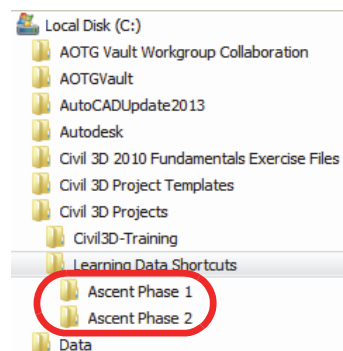 Local Disk (C:)
AOTG Vault Workgroup Collaboration
AOTGVault
AutoCADUpdate2013
Autodesk
Civil 3D 2010 Fundamentals Exercise Files
Civil 3D Project Templates
Civil 3D Projects
Civil3D-Training
Learning Data Shortcuts
Ascent Phase 1
Ascent Phase 2
Data